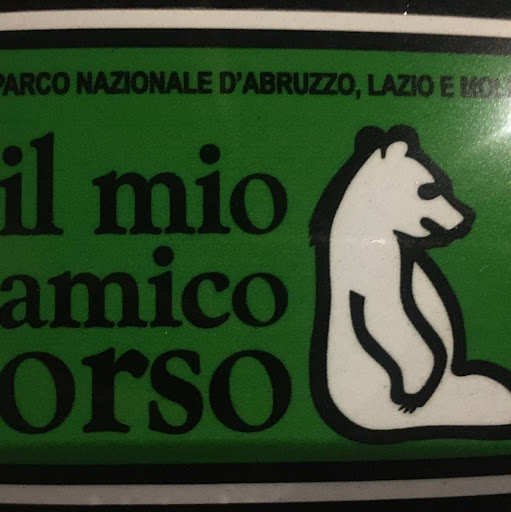 PARCO NAZIONALE D'ABRUZZO, LAZIO E
il mio
amico
orso